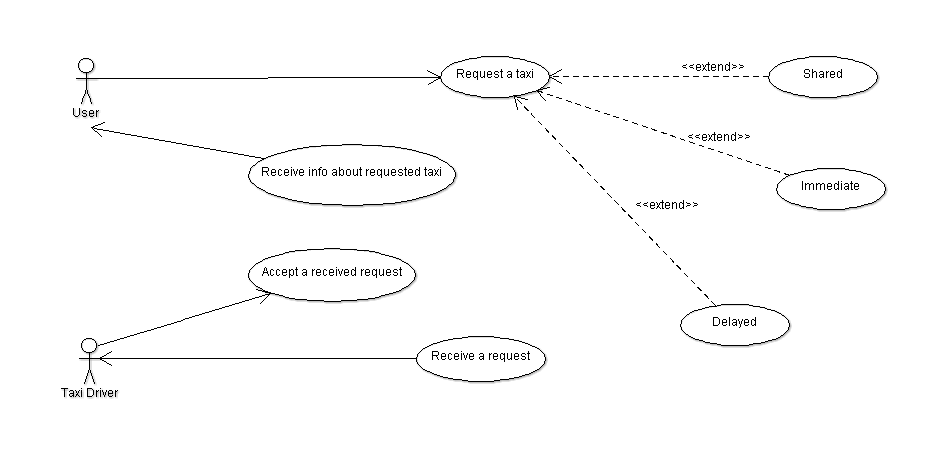 Request a taxi
<<extend>>
Shared
User
<<extend>>
Receive info about requested taxi
Immediate
<<extend>>
Accept a received request
Delayed
Receive a request
Taxi Driver